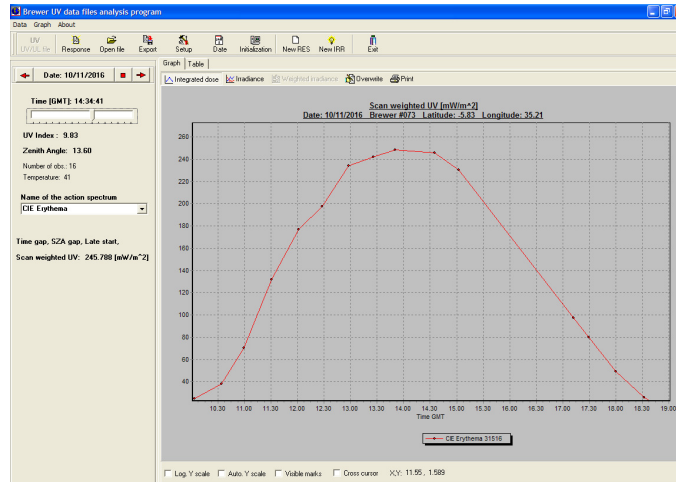 Brewer UV data files analysis program
Data Graph About
UV
UV/UL file Response Open file Export Setup Date Initialization New RES New IRR Exit
Graph Table
Date: 10/11/2016
Integrated dose Irradiance Weighted irradiance Overwrite Print
Time [GMT]: 14:34:41
UV Index : 9.83
Zenith Angle: 13.60
Number of obs.: 16
Temperature: 41
Name of the action spectrum
CIE Erythema
Time gap, SZA gap, Late start,
Scan weighted UV: 245.788 [mW/m^2]
Scan weighted UV [mW/m^2]
Date: 10/11/2016 Brewer #073 Latitude: -5.83 Longitude: 35.21
260
240
220
200
180
160
140
120
100
80
60
40
10.30 11.00 11.30 12.00 12.30 13.00 13.30 14.00 14.30 15.00 15.30 16.00 16.30 17.00 17.30 18.00 18.30 19.00
Time GMT
CIE Erythema 31516
Log. Y scale Auto. Y scale Visible marks Cross cursor X,Y: 11.55 , 1.589